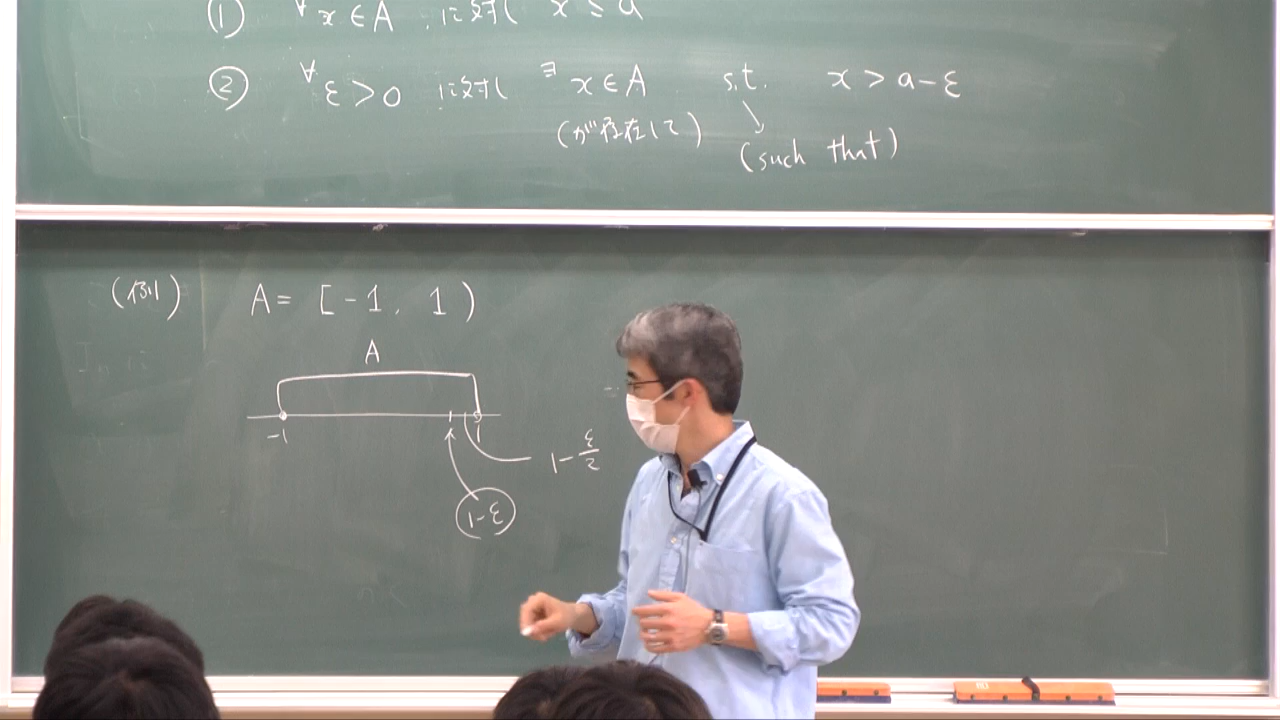 ① ∀x∈A に対し x≦a
② ∀ε>0 に対し ∃x∈A s.t. x>a-ε
(が存在して) (such that)
(例) A= [-1, 1)
A
-1 1
1-ε/2
1-ε